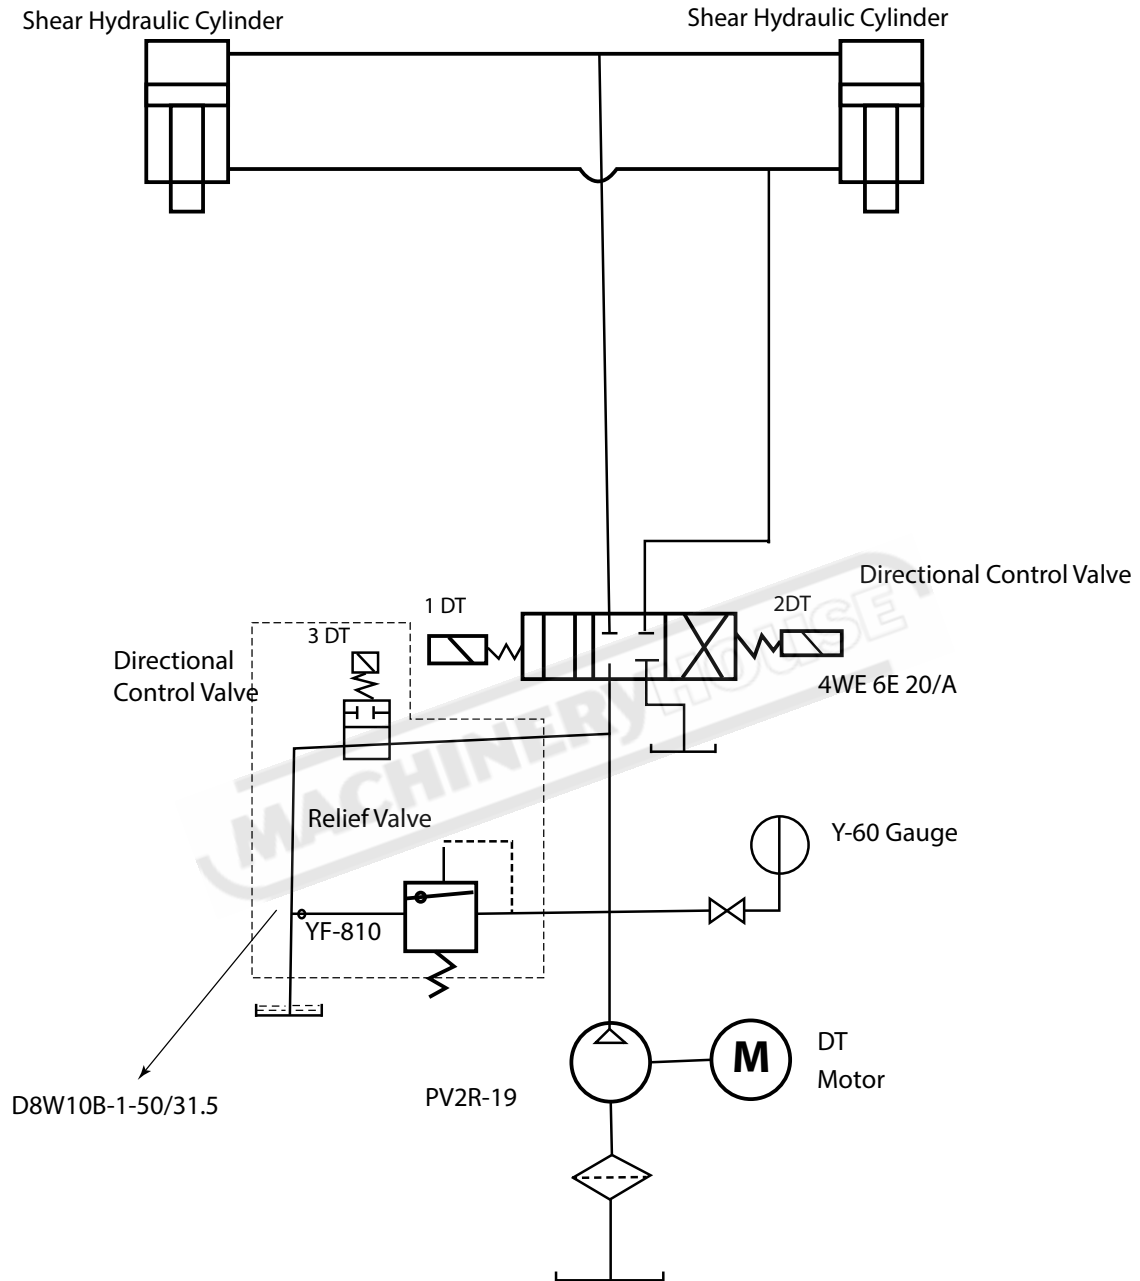 Shear Hydraulic Cylinder
Shear Hydraulic Cylinder
Directional Control Valve
1 DT
2DT
3 DT
Directional
Control Valve
4WE 6E 20/A
MACHINERYHOUSE
Relief Valve
Y-60 Gauge
YF-810
DT
Motor
M
PV2R-19
D8W10B-1-50/31.5